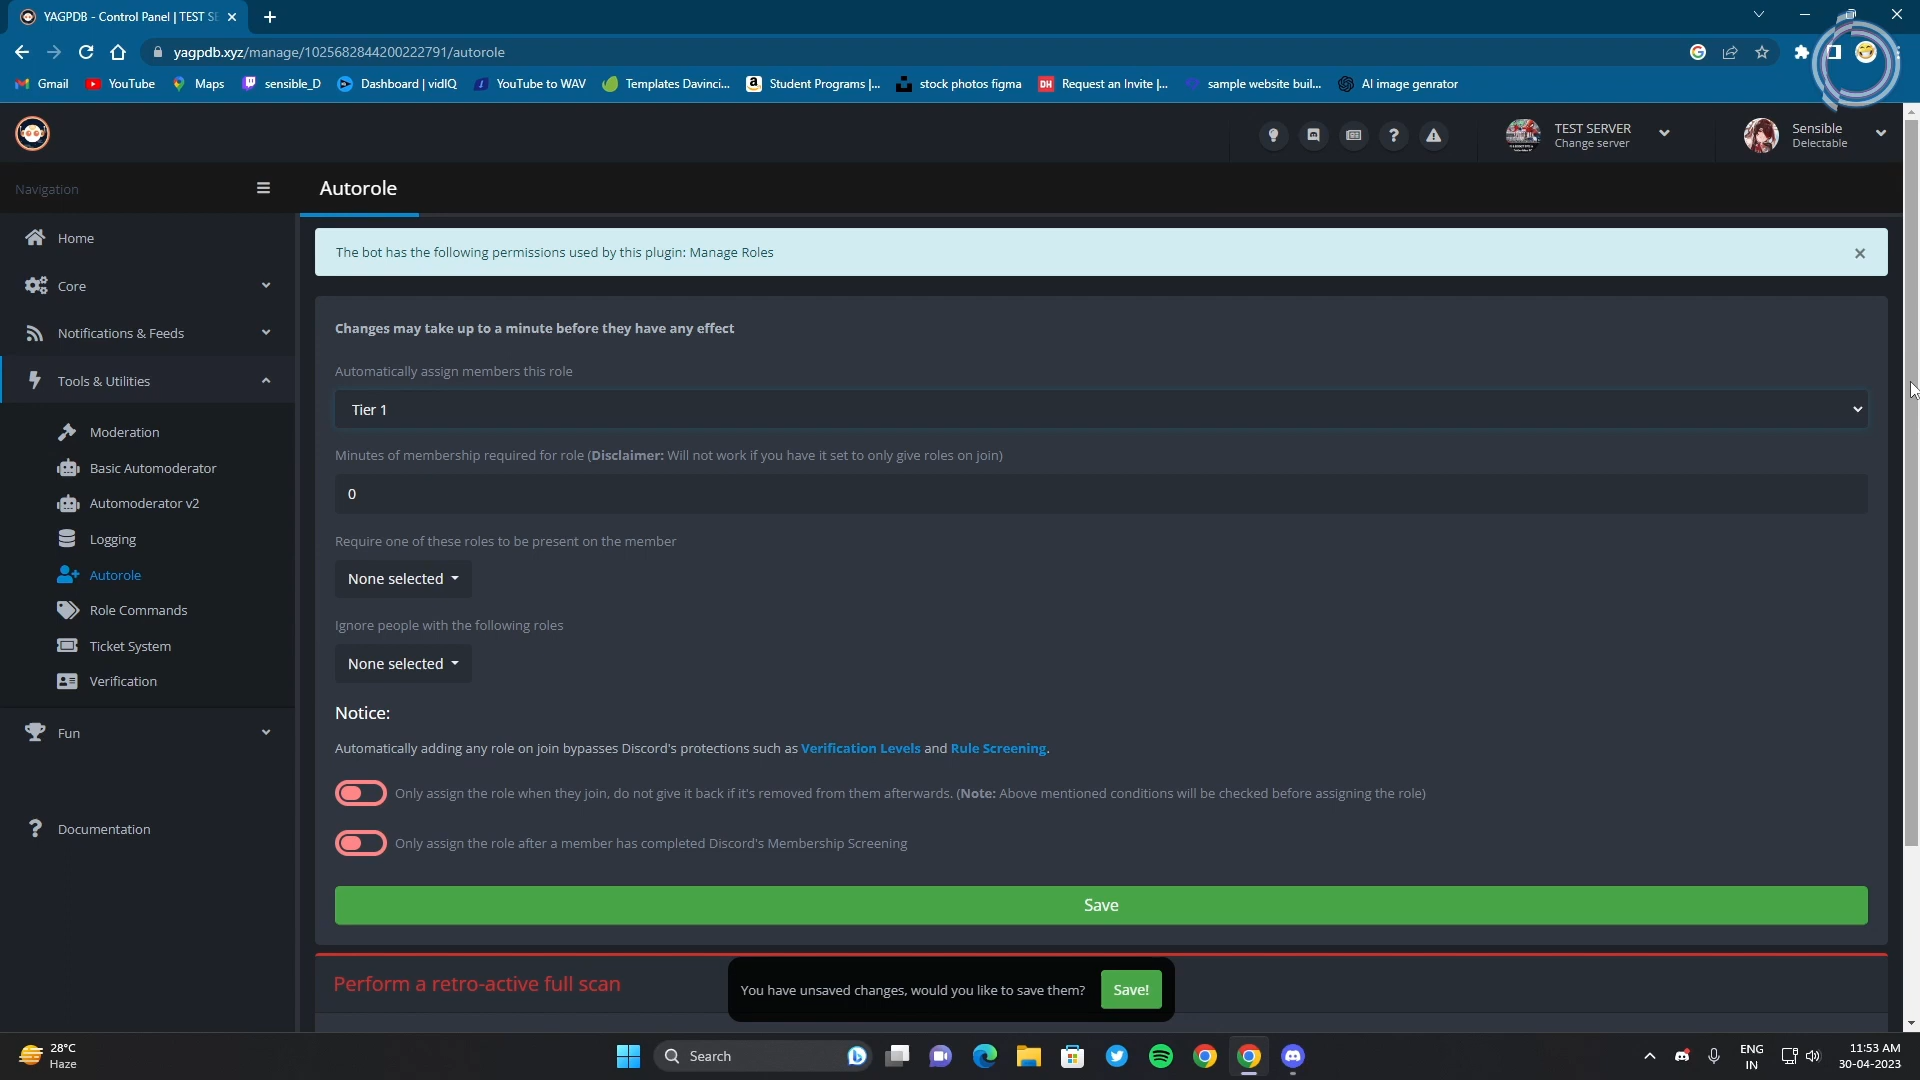 YAGPDB - Control Panel | TEST SE
yagpdb.xyz/manage/1025682844200222791/autorole
Gmail
YouTube
Maps
sensible_D
Dashboard | vidIQ
YouTube to WAV
Templates Davinci...
Student Programs |...
stock photos figma
DH
Request an Invite |...
sample website buil...
AI image genrator
TEST SERVER
Change server
Sensible
Delectable
Navigation
Autorole
Home
Core
Notifications & Feeds
Tools & Utilities
Moderation
Basic Automoderator
Automoderator v2
Logging
Autorole
Role Commands
Ticket System
Verification
Fun
Documentation
The bot has the following permissions used by this plugin: Manage Roles
Changes may take up to a minute before they have any effect
Automatically assign members this role
Tier 1
Minutes of membership required for role (Disclaimer: Will not work if you have it set to only give roles on join)
0
Require one of these roles to be present on the member
None selected
Ignore people with the following roles
None selected
Notice:
Automatically adding any role on join bypasses Discord's protections such as Verification Levels and Rule Screening.
Only assign the role when they join, do not give it back if it's removed from them afterwards. (Note: Above mentioned conditions will be checked before assigning the role)
Only assign the role after a member has completed Discord's Membership Screening
Save
Perform a retro-active full scan
You have unsaved changes, would you like to save them?
Save!
28°C
Haze
Search
ENG
IN
11:53 AM
30-04-2023